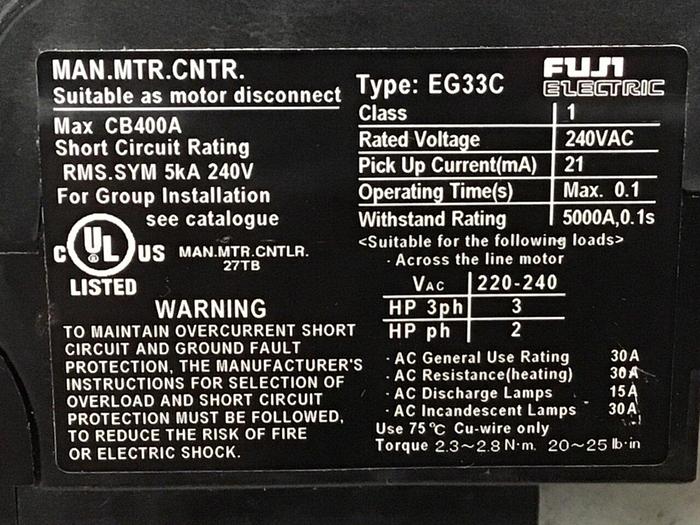 MAN.MTR.CNTR.
Suitable as motor disconnect
Max CB400A
Short Circuit Rating
RMS.SYM 5kA 240V
For Group Installation
see catalogue
C UL ® US MAN.MTR.CNTLR.
27TB
LISTED
WARNING
TO MAINTAIN OVERCURRENT SHORT
CIRCUIT AND GROUND FAULT
PROTECTION, THE MANUFACTURER'S
INSTRUCTIONS FOR SELECTION OF
OVERLOAD AND SHORT CIRCUIT
PROTECTION MUST BE FOLLOWED,
TO REDUCE THE RISK OF FIRE
OR ELECTRIC SHOCK.
Type: EG33C
FUJI
ELECTRIC
Class 1
Rated Voltage 240VAC
Pick Up Current(mA) 21
Operating Time(s) Max. 0.1
Withstand Rating 5000A,0.1s
<Suitable for the following loads>
· Across the line motor
VAC 220-240
HP 3ph 3
HP ph 2
· AC General Use Rating 30A
· AC Resistance(heating) 30A
· AC Discharge Lamps 15A
· AC Incandescent Lamps 30A
Use 75℃ Cu-wire only
Torque 2.3~2.8 N·m. 20~25 lb·in